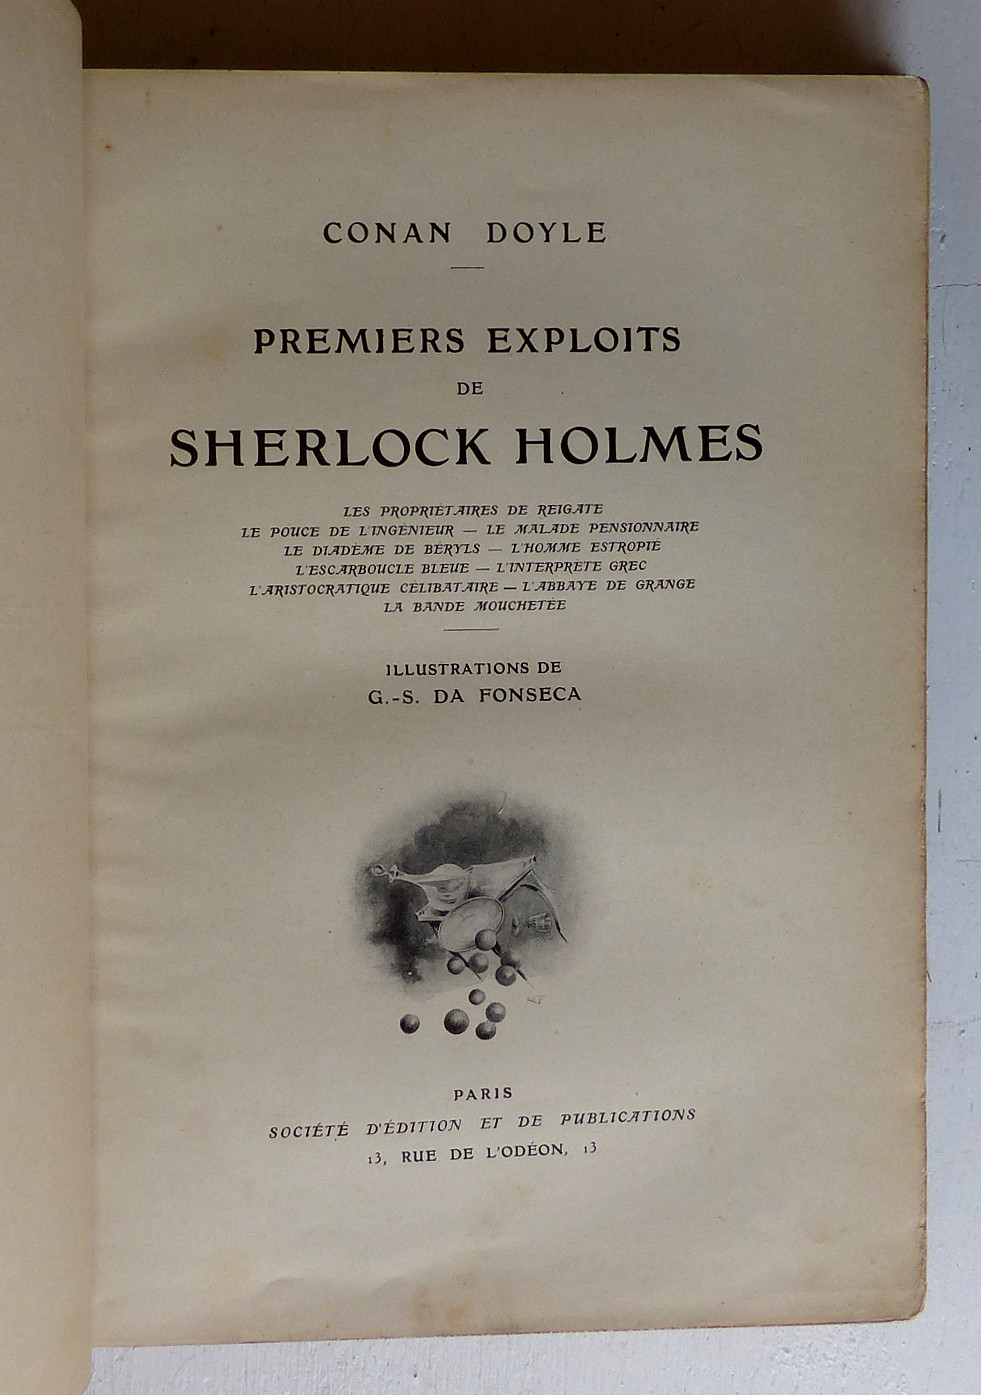 CONAN DOYLE
PREMIERS EXPLOITS
DE
SHERLOCK HOLMES
LES PROPRIÉTAIRES DE REIGATE
LE POUCE DE L'INGÉNIEUR — LE MALADE PENSIONNAIRE
LE DIADÈME DE BÉRYLS — L'HOMME ESTROPIÉ
L'ESCARBOUCLE BLEUE — L'INTERPRÈTE GREC
L'ARISTOCRATIQUE CÉLIBATAIRE — L'ABBAYE DE GRANGE
LA BANDE MOUCHETÉE
ILLUSTRATIONS DE
G.-S. DA FONSECA
PARIS
SOCIÉTÉ D'ÉDITION ET DE PUBLICATIONS
13, RUE DE L'ODÉON, 13